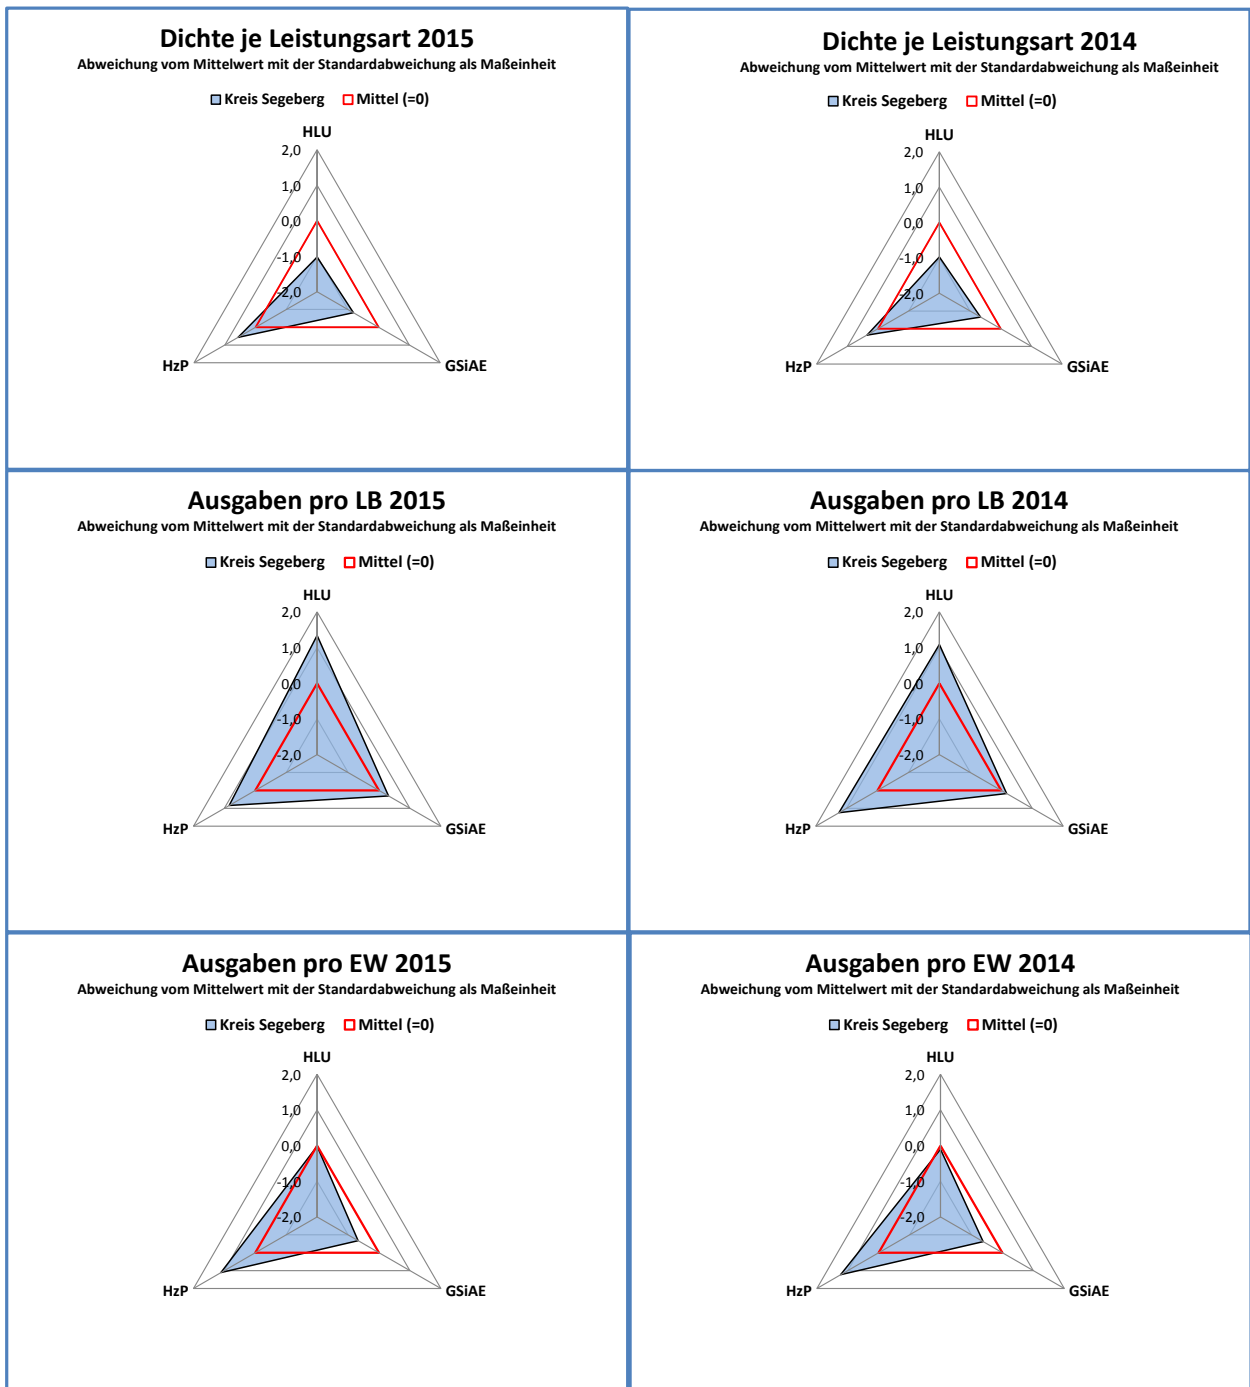 Dichte je Leistungsart 2015
Abweichung vom Mittelwert mit der Standardabweichung als Maßeinheit
Kreis Segeberg Mittel (=0)
HLU
2,0
1,0
0,0
-1,0
-2,0
HzP
GSiAE
Dichte je Leistungsart 2014
Abweichung vom Mittelwert mit der Standardabweichung als Maßeinheit
Kreis Segeberg Mittel (=0)
HLU
2,0
1,0
0,0
-1,0
-2,0
HzP
GSiAE
Ausgaben pro LB 2015
Abweichung vom Mittelwert mit der Standardabweichung als Maßeinheit
Kreis Segeberg Mittel (=0)
HLU
2,0
1,0
0,0
-1,0
-2,0
HzP
GSiAE
Ausgaben pro LB 2014
Abweichung vom Mittelwert mit der Standardabweichung als Maßeinheit
Kreis Segeberg Mittel (=0)
HLU
2,0
1,0
0,0
-1,0
-2,0
HzP
GSiAE
Ausgaben pro EW 2015
Abweichung vom Mittelwert mit der Standardabweichung als Maßeinheit
Kreis Segeberg Mittel (=0)
HLU
2,0
1,0
0,0
-1,0
-2,0
HzP
GSiAE
Ausgaben pro EW 2014
Abweichung vom Mittelwert mit der Standardabweichung als Maßeinheit
Kreis Segeberg Mittel (=0)
HLU
2,0
1,0
0,0
-1,0
-2,0
HzP
GSiAE